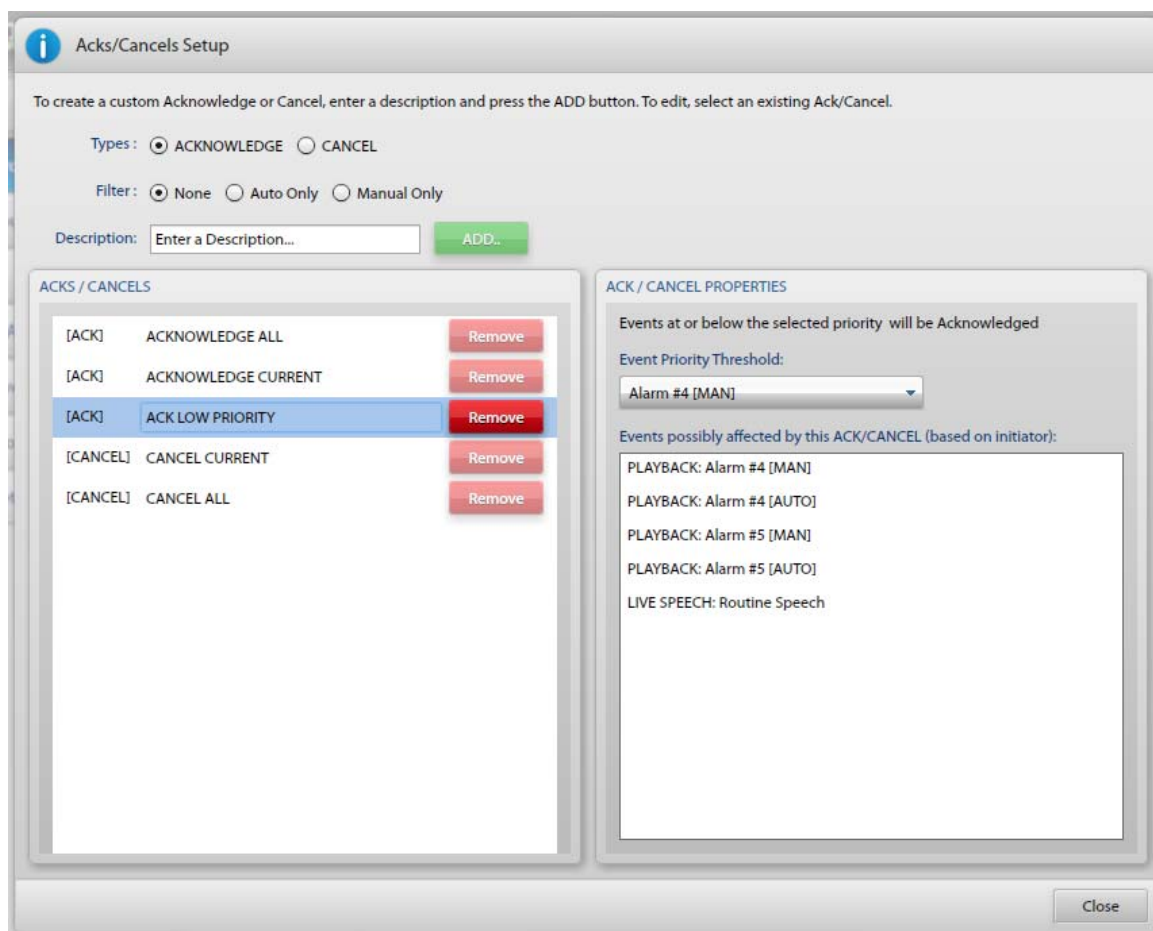 Acks/Cancels Setup
To create a custom Acknowledge or Cancel, enter a description and press the ADD button. To edit, select an existing Ack/Cancel.
Types : ACKNOWLEDGE CANCEL
Filter : None Auto Only Manual Only
Description: Enter a Description... ADD..
ACKS / CANCELS
[ACK] ACKNOWLEDGE ALL Remove
[ACK] ACKNOWLEDGE CURRENT Remove
[ACK] ACK LOW PRIORITY Remove
[CANCEL] CANCEL CURRENT Remove
[CANCEL] CANCEL ALL Remove
ACK / CANCEL PROPERTIES
Events at or below the selected priority will be Acknowledged
Event Priority Threshold:
Alarm #4 [MAN]
Events possibly affected by this ACK/CANCEL (based on initiator):
PLAYBACK: Alarm #4 [MAN]
PLAYBACK: Alarm #4 [AUTO]
PLAYBACK: Alarm #5 [MAN]
PLAYBACK: Alarm #5 [AUTO]
LIVE SPEECH: Routine Speech
Close